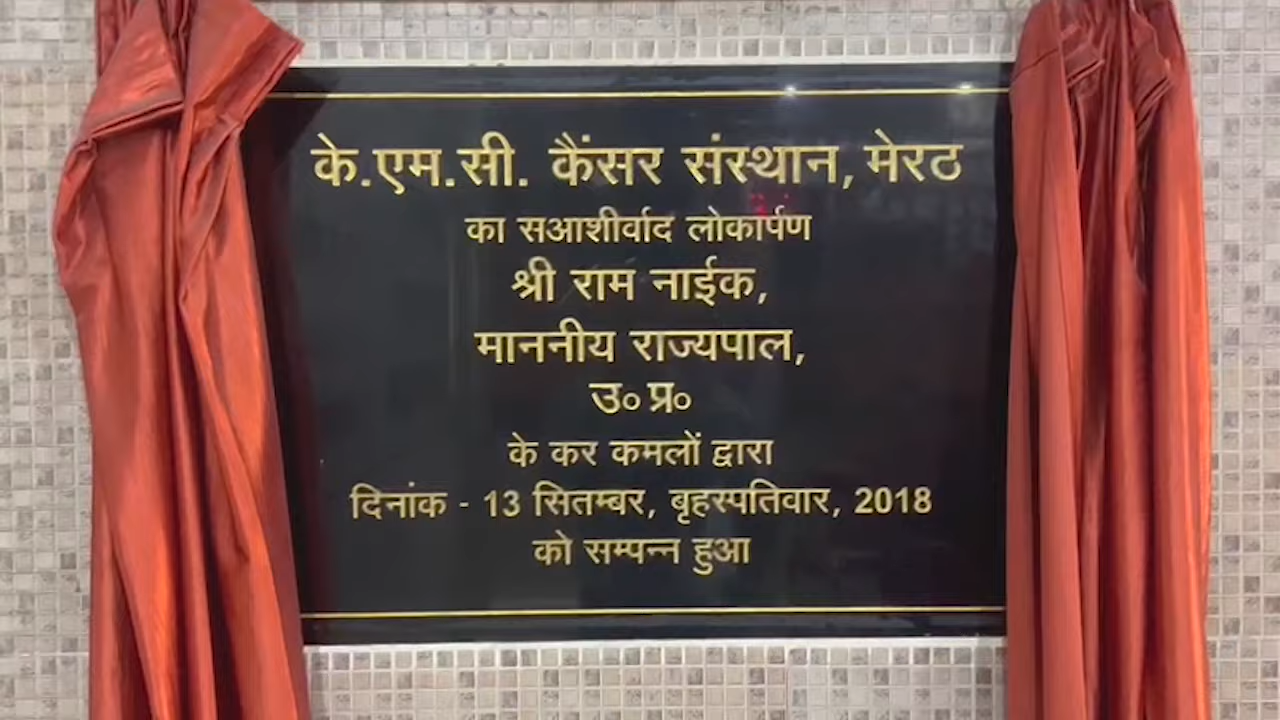 के.एम.सी. कैंसर संस्थान, मेरठ
का सआशीर्वाद लोकार्पण
श्री राम नाईक,
माननीय राज्यपाल,
उ० प्र०
के कर कमलों द्वारा
दिनांक - 13 सितम्बर, बृहस्पतिवार, 2018
को सम्पन्न हुआ